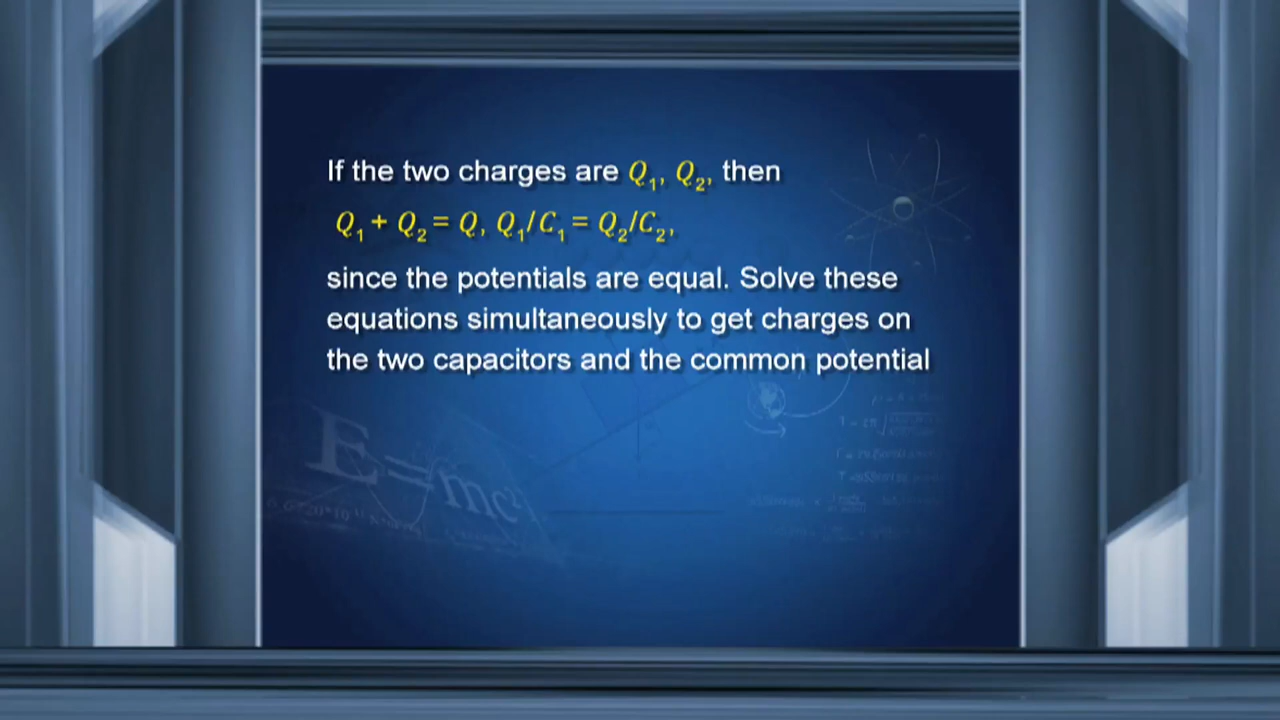 If the two charges are Q₁, Q₂, then
Q₁ + Q₂ = Q, Q₁/C₁ = Q₂/C₂,
since the potentials are equal. Solve these
equations simultaneously to get charges on
the two capacitors and the common potential
E=mc²